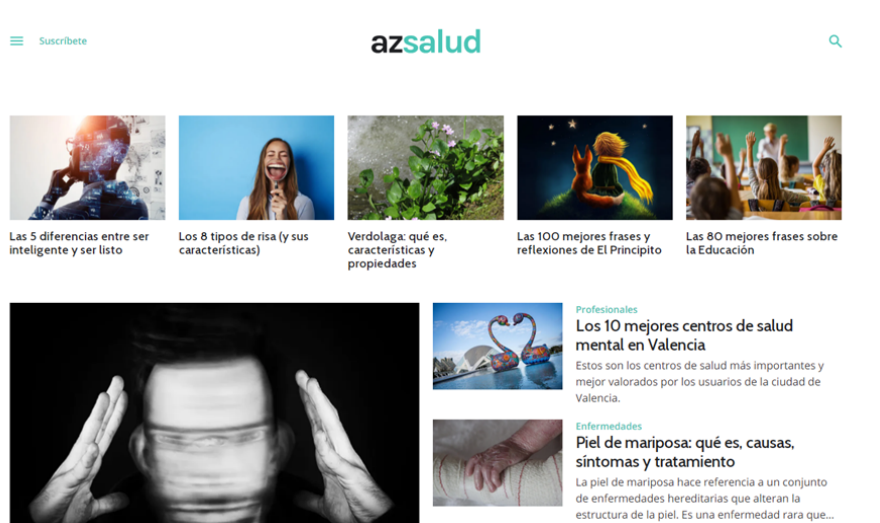 Suscríbete
azsalud
Las 5 diferencias entre ser
inteligente y ser listo
Los 8 tipos de risa (y sus
características)
Verdolaga: qué es,
características y
propiedades
Las 100 mejores frases y
reflexiones de El Principito
Las 80 mejores frases sobre
la Educación
Profesionales
Los 10 mejores centros de salud
mental en Valencia
Estos son los centros de salud más importantes y
mejor valorados por los usuarios de la ciudad de
Valencia.
Enfermedades
Piel de mariposa: qué es, causas,
síntomas y tratamiento
La piel de mariposa hace referencia a un conjunto
de enfermedades hereditarias que alteran la
estructura de la piel. Es una enfermedad rara que...